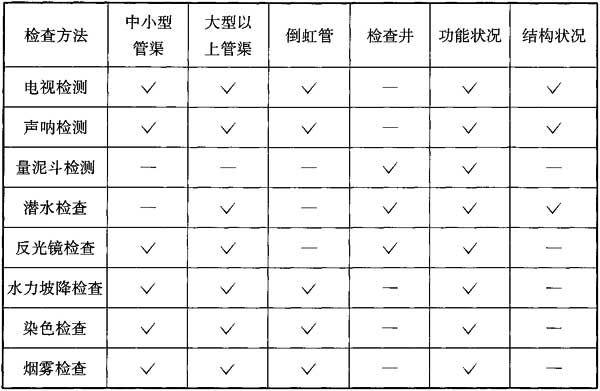 检查方法 中小型管渠 大型以上管渠 倒虹管 检查井 功能状况 结构状况
电视检测 ✓ ✓ ✓ — ✓ ✓
声呐检测 ✓ ✓ ✓ — ✓ ✓
量泥斗检测 — — — ✓ ✓ —
潜水检查 — ✓ — ✓ ✓ ✓
反光镜检查 ✓ ✓ — ✓ ✓ —
水力坡降检查 ✓ ✓ ✓ — ✓ —
染色检查 ✓ ✓ ✓ — ✓ —
烟雾检查 ✓ ✓ ✓ — ✓ —